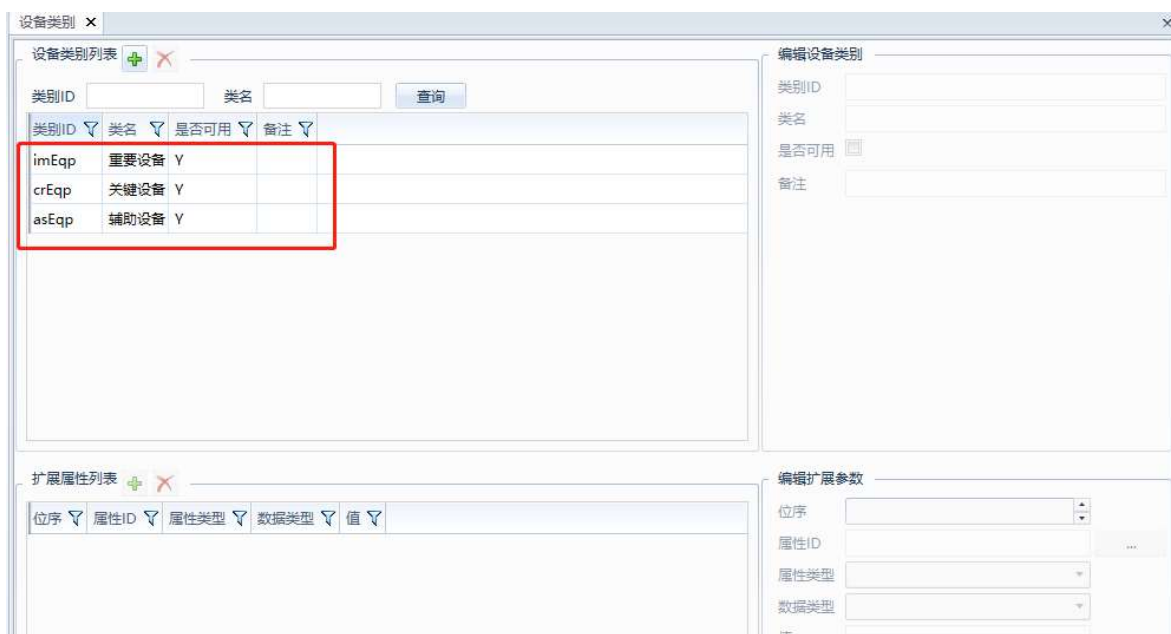 设备类别
设备类别列表
类别ID 类名 查询
类别ID 类名 是否可用 备注
imEqp 重要设备 Y
crEqp 关键设备 Y
asEqp 辅助设备 Y
编辑设备类别
类别ID
类名
是否可用
备注
扩展属性列表
位序 属性ID 属性类型 数据类型 值
编辑扩展参数
位序
属性ID ...
属性类型
数据类型